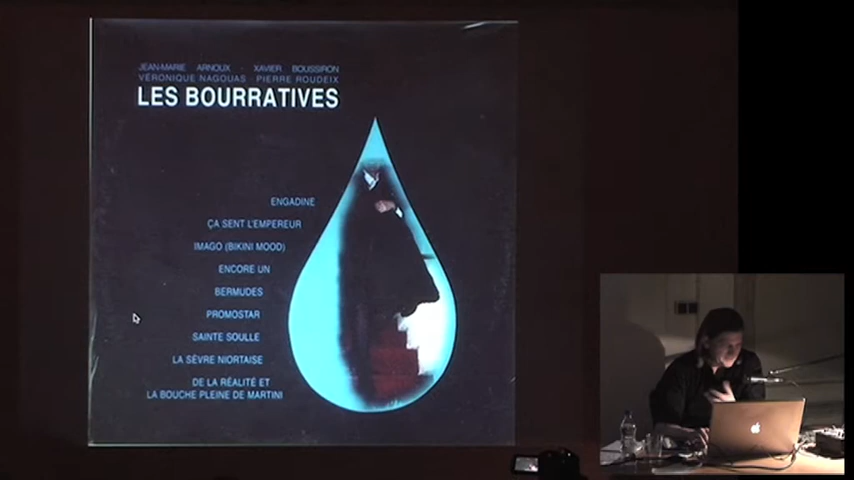 JEAN-MARIE ARNOUX - XAVIER BOUSSIRON
VÉRONIQUE NAGOUAS - PIERRE ROUDEIX
LES BOURRATIVES
ENGADINE
ÇA SENT L'EMPEREUR
IMAGO (BIKINI MOOD)
ENCORE UN
BERMUDES
PROMOSTAR
SAINTE SOULLE
LA SÈVRE NIORTAISE
DE LA RÉALITÉ ET
LA BOUCHE PLEINE DE MARTINI